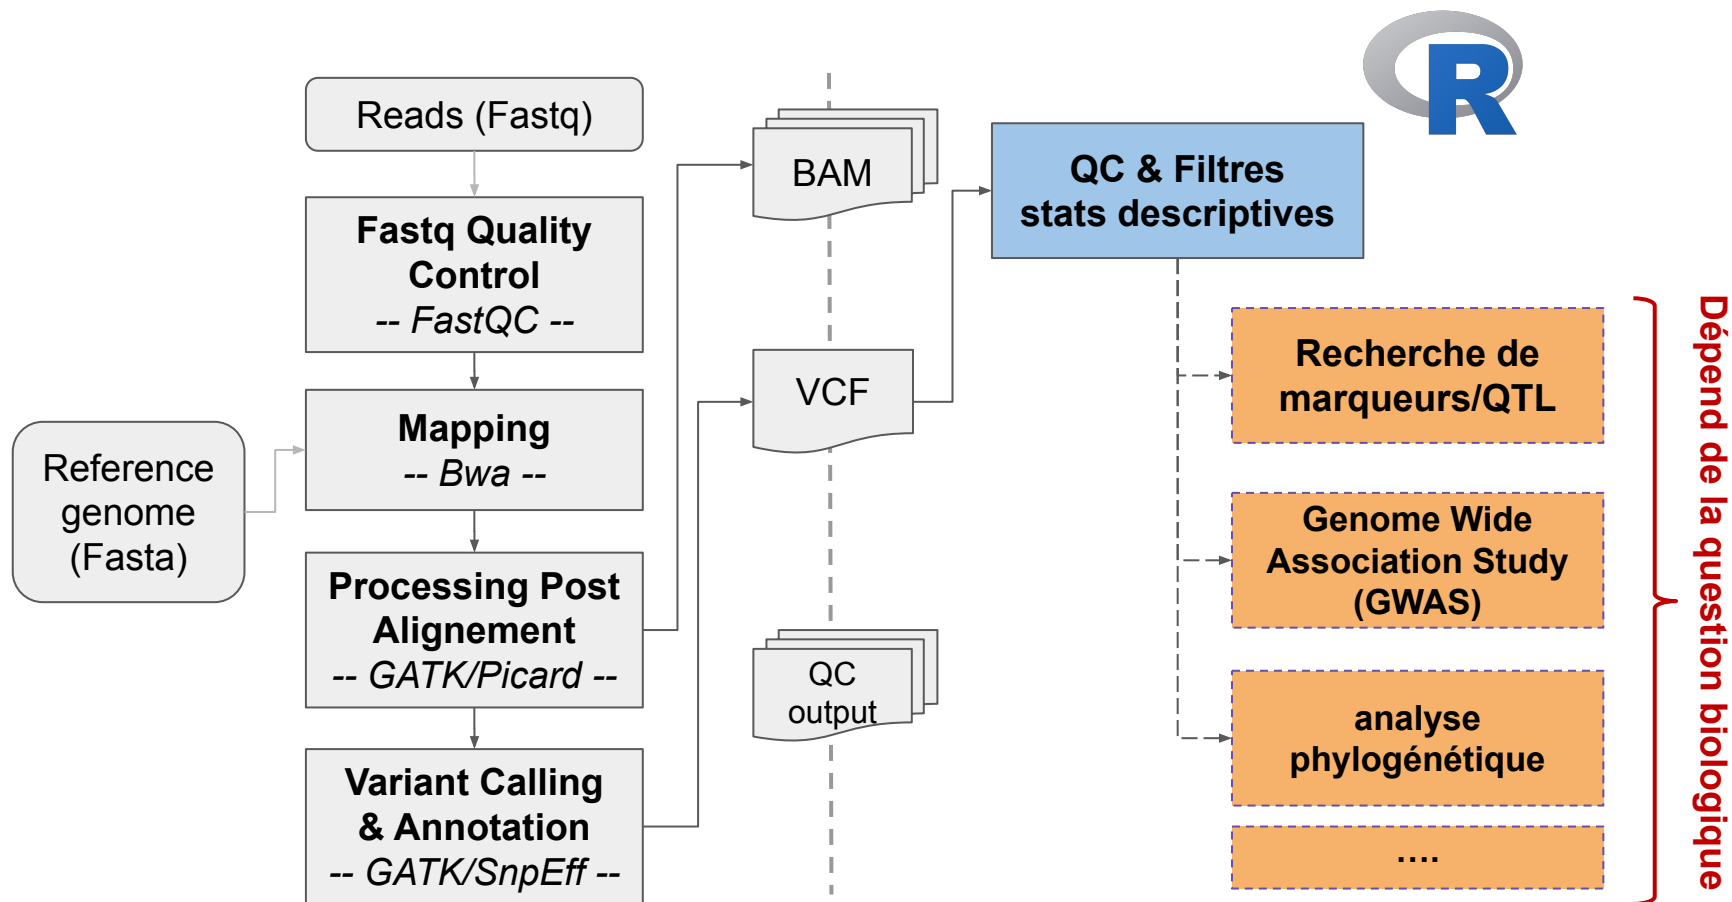 Reads (Fastq)
Fastq Quality
Control
-- FastQC --
Mapping
-- Bwa --
Reference
genome
(Fasta)
Processing Post
Alignement
-- GATK/Picard --
Variant Calling
& Annotation
-- GATK/SnpEff --
BAM
VCF
QC
output
R
QC & Filtres
stats descriptives
Recherche de
marqueurs/QTL
Genome Wide
Association Study
(GWAS)
analyse
phylogénétique
....
Dépend de la question biologique